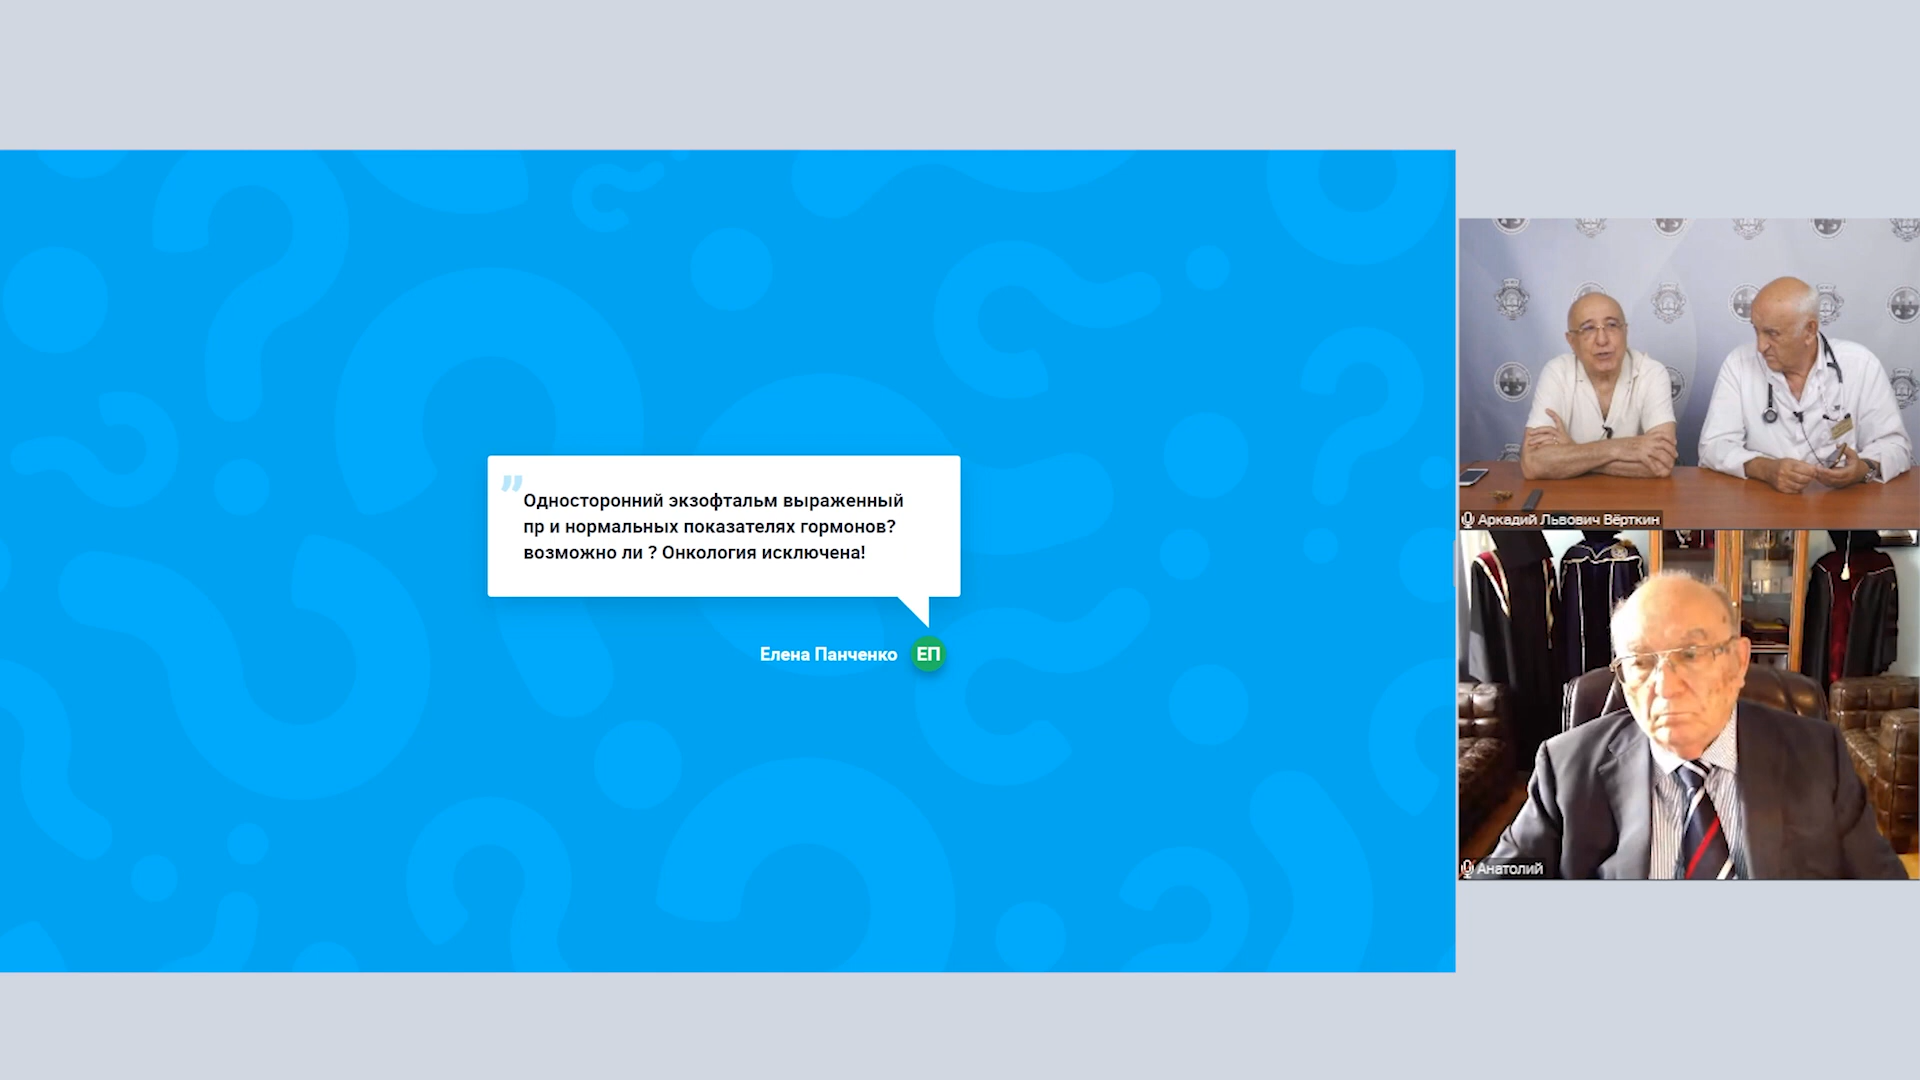 Односторонний экзофтальм выраженный
пр и нормальных показателях гормонов?
возможно ли ? Онкология исключена!
Елена Панченко
ЕП
Аркадий Львович Вёрткин
Анатолий